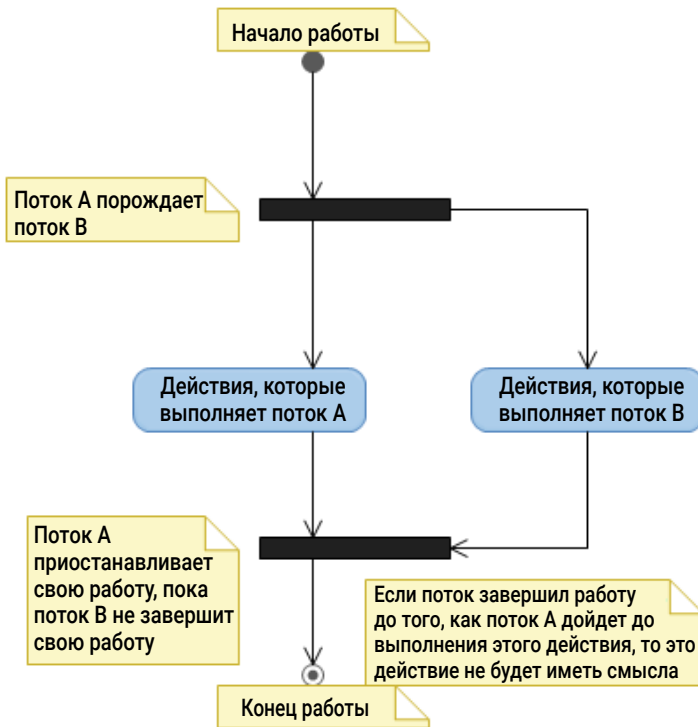 Начало работы
Поток А порождает
поток В
Действия, которые
выполняет поток А
Действия, которые
выполняет поток В
Поток А
приостанавливает
свою работу, пока
поток В не завершит
свою работу
Если поток завершил работу
до того, как поток А дойдет до
выполнения этого действия, то это
действие не будет иметь смысла
Конец работы